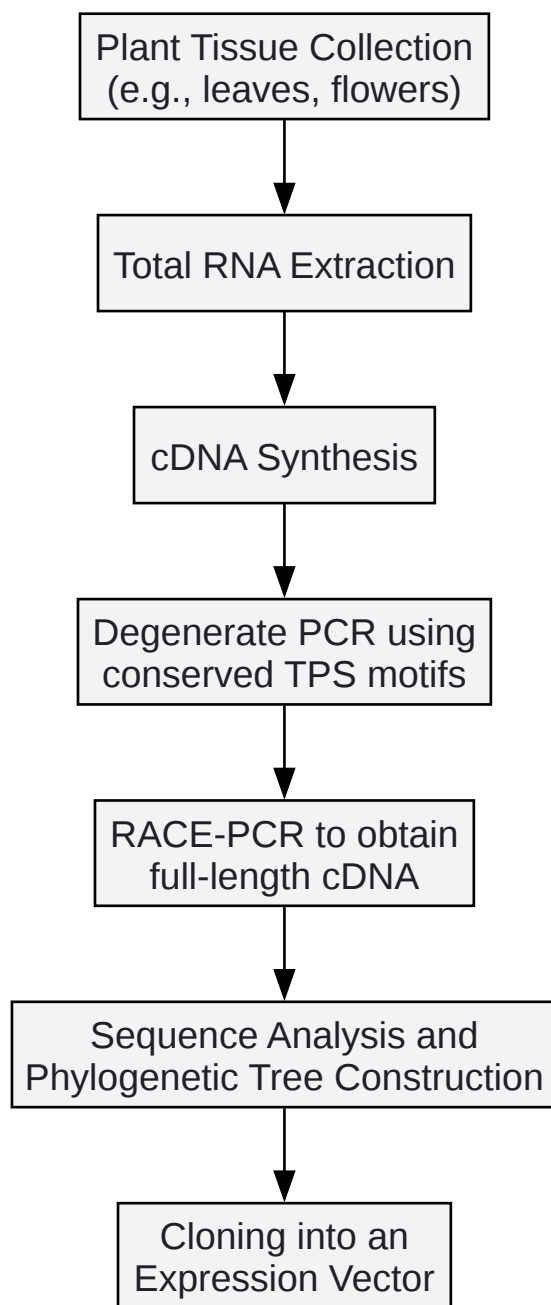 Plant Tissue Collection
(e.g., leaves, flowers)
Total RNA Extraction
cDNA Synthesis
Degenerate PCR using
conserved TPS motifs
RACE-PCR to obtain
full-length cDNA
Sequence Analysis and
Phylogenetic Tree Construction
Cloning into an
Expression Vector